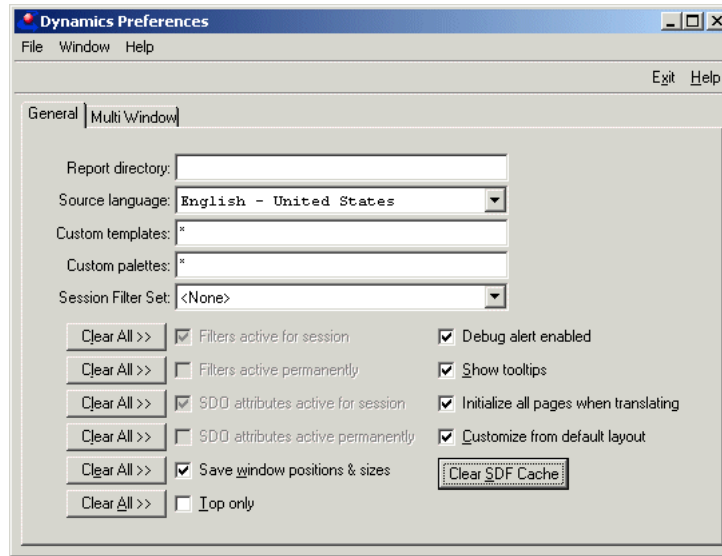 Dynamics Preferences
File Window Help
Exit Help
General Multi Window
Report directory:
Source language: English - United States
Custom templates: *
Custom palettes: *
Session Filter Set: <None>
Clear All >> Filters active for session Debug alert enabled
Clear All >> Filters active permanently Show tooltips
Clear All >> SDO attributes active for session Initialize all pages when translating
Clear All >> SDO attributes active permanently Customize from default layout
Clear All >> Save window positions & sizes Clear SDF Cache
Clear All >> Top only